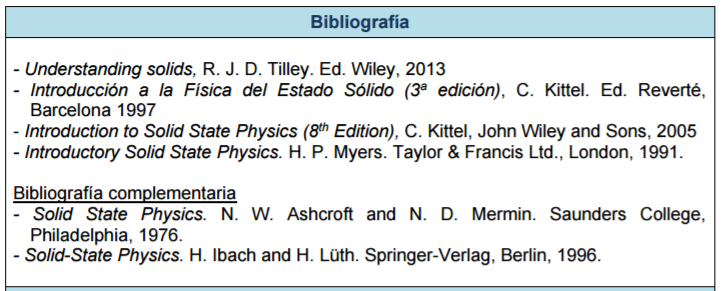 Bibliografía
- Understanding solids, R. J. D. Tilley. Ed. Wiley, 2013
- Introducción a la Física del Estado Sólido (3ª edición), C. Kittel. Ed. Reverté,
Barcelona 1997
- Introduction to Solid State Physics (8th Edition), C. Kittel, John Wiley and Sons, 2005
- Introductory Solid State Physics. H. P. Myers. Taylor & Francis Ltd., London, 1991.
Bibliografía complementaria
- Solid State Physics. N. W. Ashcroft and N. D. Mermin. Saunders College,
Philadelphia, 1976.
- Solid-State Physics. H. Ibach and H. Lüth. Springer-Verlag, Berlin, 1996.